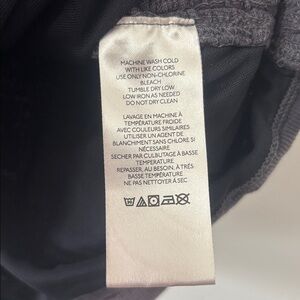 MACHINE WASH COLD
WITH LIKE COLORS
USE ONLY NON-CHLORINE
BLEACH
TUMBLE DRY LOW
LOW IRON AS NEEDED
DO NOT DRY CLEAN
LAVAGE EN MACHINE À
TEMPÉRATURE FROIDE
AVEC COULEURS SIMILAIRES
UTILISER UN AGENT DE
BLANCHIMENT SANS CHLORE SI
NÉCESSAIRE
SECHER PAR CULBUTAGE À BASSE
TEMPERATURE
REPASSER, AU BESOIN, À TRÈS
BASSE TEMPÉRATURE
NE PAS NETTOYER À SEC